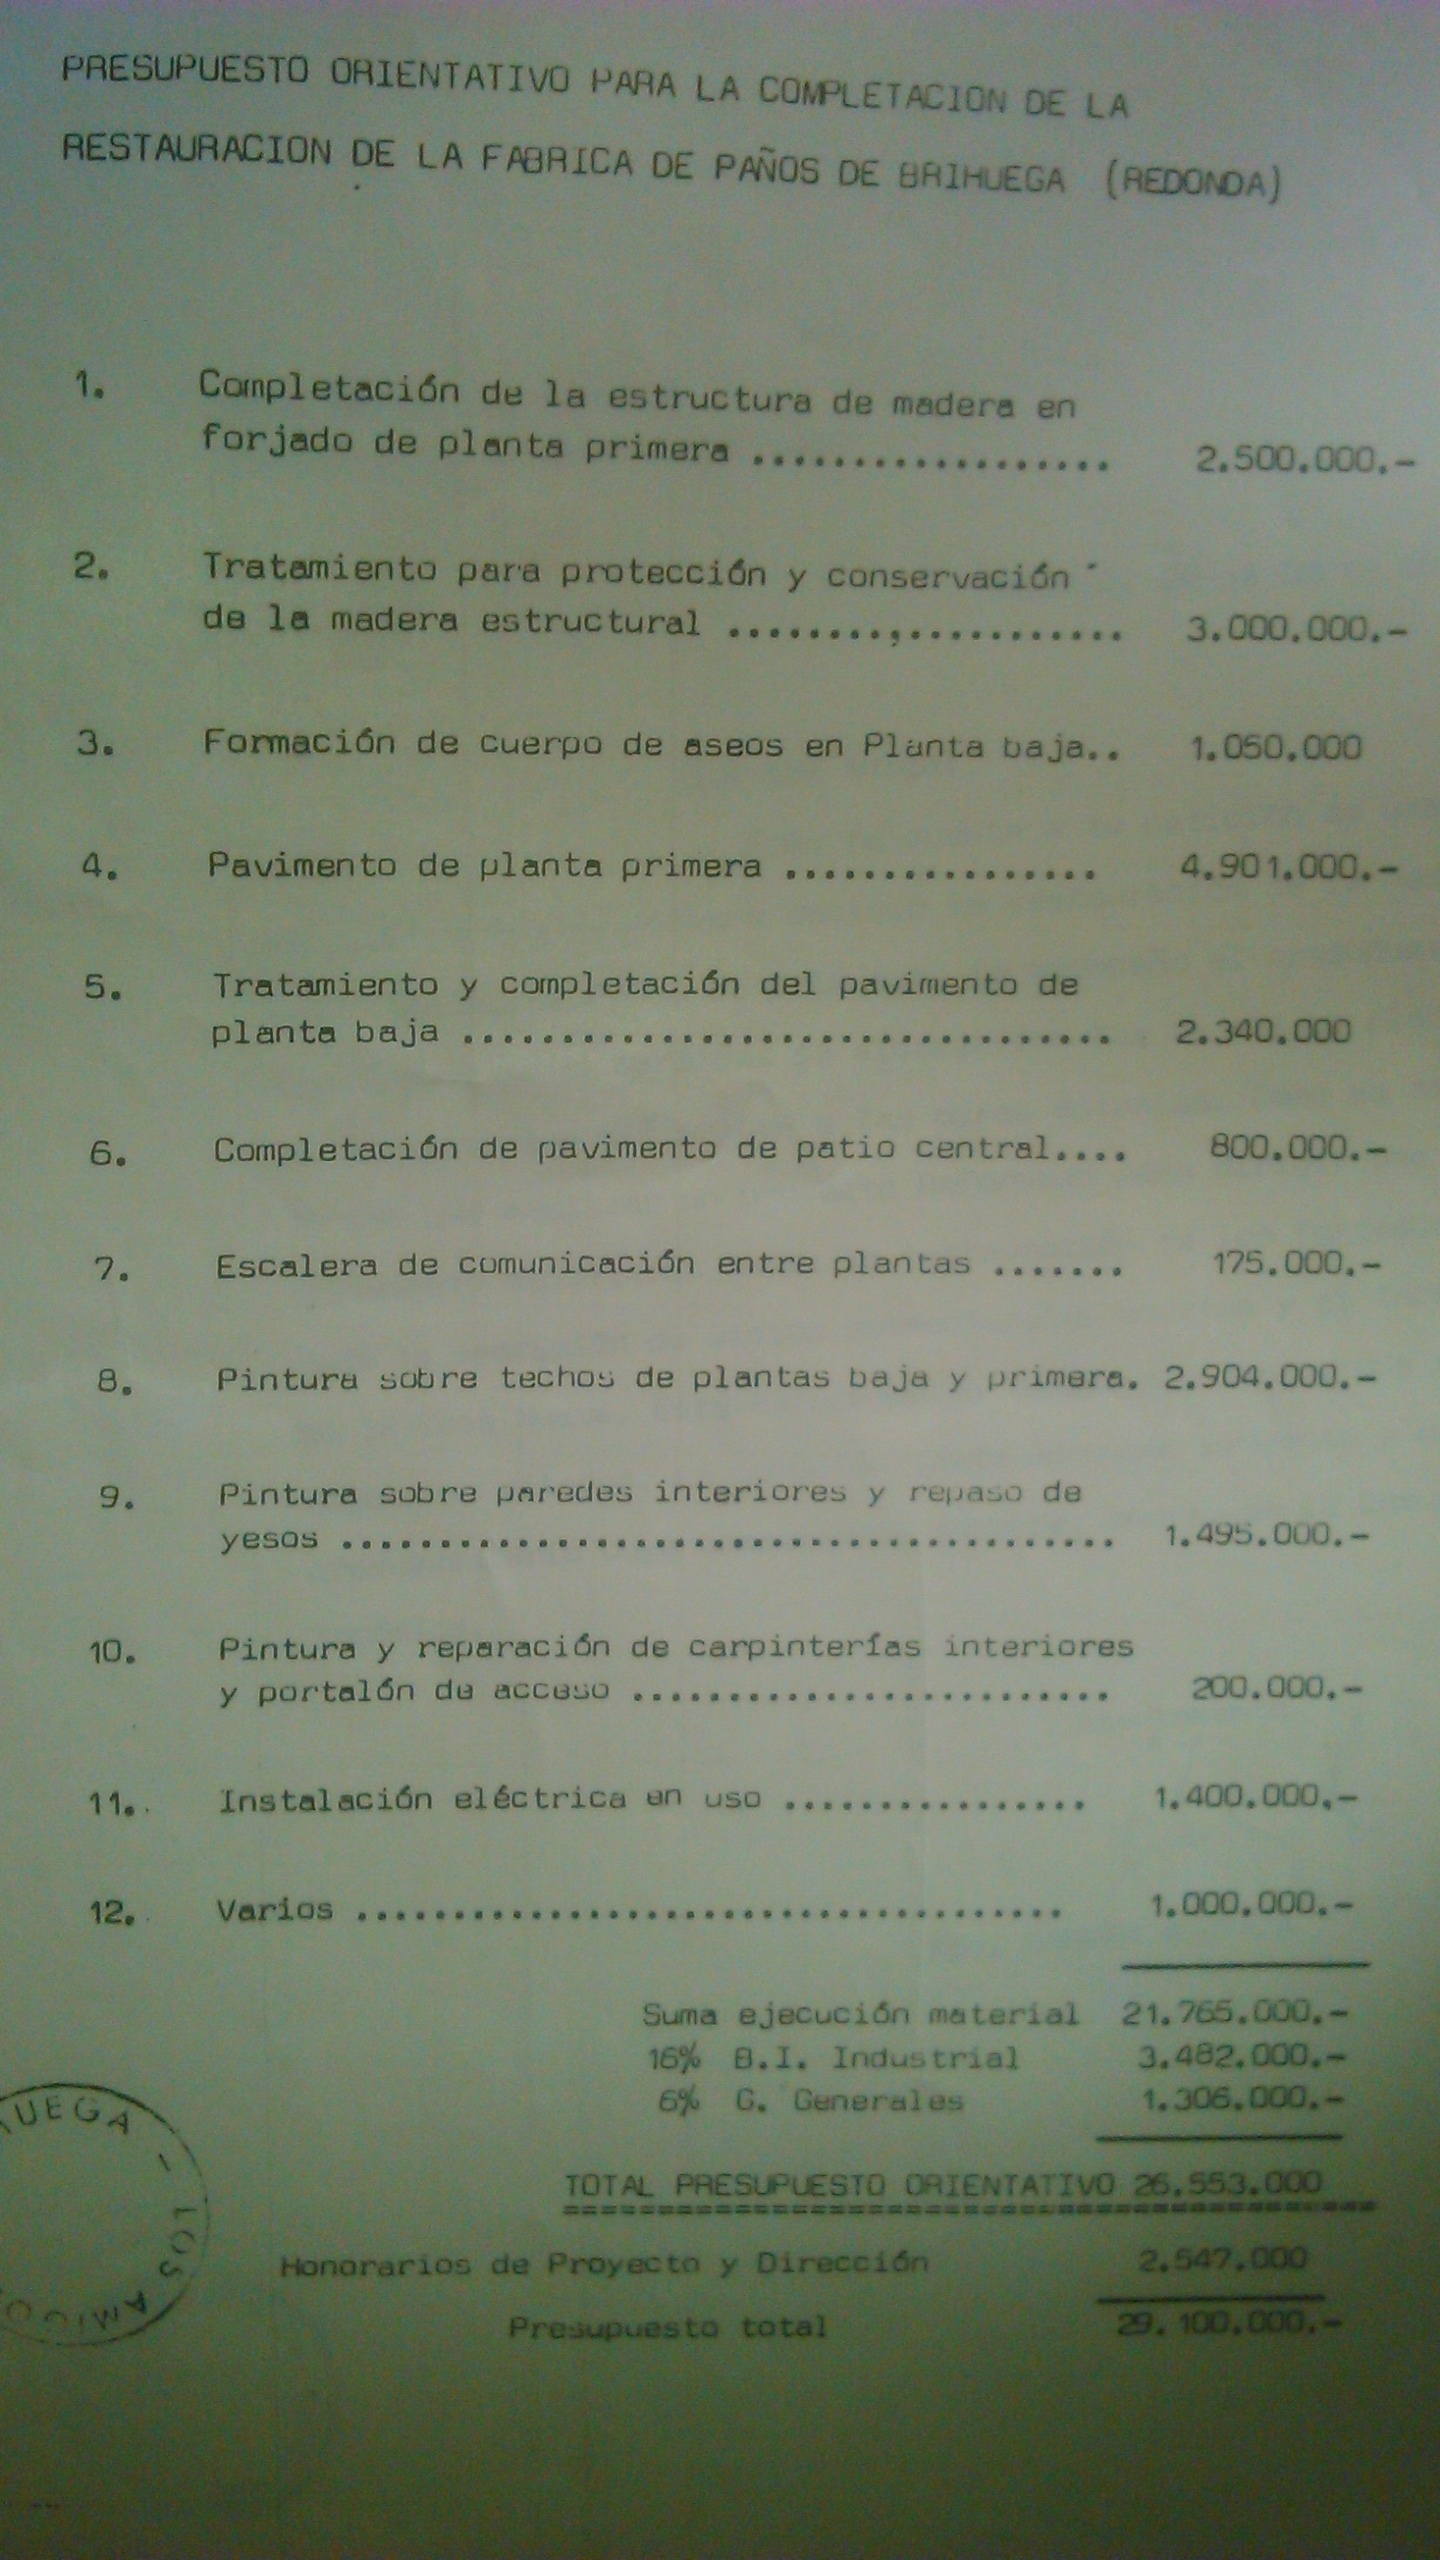 PRESUPUESTO ORIENTATIVO PARA LA COMPLETACION DE LA
RESTAURACION DE LA FABRICA DE PAÑOS DE BRIHUEGA (REDONDA)
1. Completación de la estructura de madera en
forjado de planta primera .................. 2.500.000.-
2. Tratamiento para protección y conservación
de la madera estructural ........,........... 3.000.000.-
3. Formación de cuerpo de aseos en Planta baja.. 1.050.000
4. Pavimento de planta primera ................ 4.901.000.-
5. Tratamiento y completación del pavimento de
planta baja ................................. 2.340.000
6. Completación de pavimento de patio central.... 800.000.-
7. Escalera de comunicación entre plantas ....... 175.000.-
8. Pintura sobre techos de plantas baja y primera. 2.904.000.-
9. Pintura sobre paredes interiores y repaso de
yesos ........................................ 1.495.000.-
10. Pintura y reparación de carpinterías interiores
y portalón de acceso ......................... 200.000.-
11. Instalación eléctrica en uso ................ 1.400.000.-
12. Varios ..................................... 1.000.000.-
Suma ejecución material 21.765.000.-
16% B.I. Industrial 3.482.000.-
6% G. Generales 1.306.000.-
TOTAL PRESUPUESTO ORIENTATIVO 26.553.000
Honorarios de Proyecto y Dirección 2.547.000
Presupuesto total 29.100.000.-
UEGA - LOS AMIGO